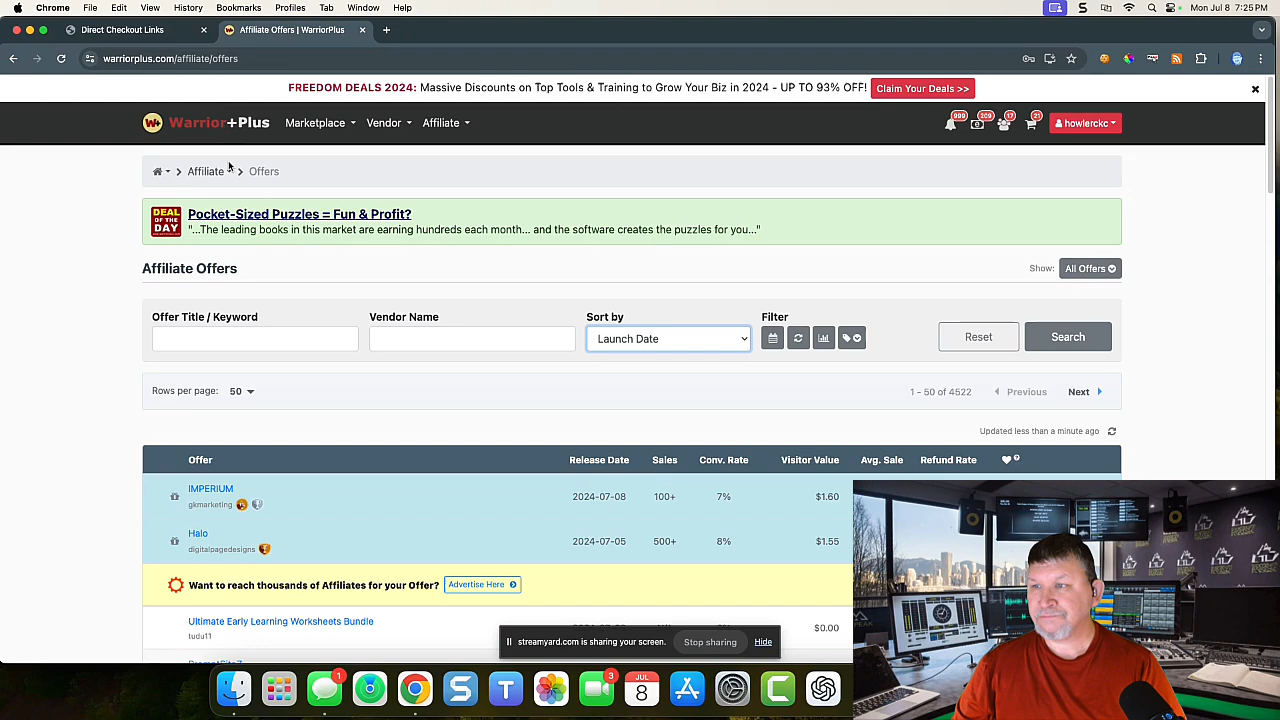 Chrome File Edit View History Bookmarks Profiles Tab Window Help Mon Jul 8 7:25 PM
Direct Checkout Links
Affiliate Offers | WarriorPlus
warriorplus.com/affiliate/offers
FREEDOM DEALS 2024: Massive Discounts on Top Tools & Training to Grow Your Biz in 2024 - UP TO 93% OFF! Claim Your Deals >>
W+ Warrior+Plus Marketplace Vendor Affiliate 999 209 17 21 howlerckc
Affiliate > Offers
DEAL OF THE DAY
Pocket-Sized Puzzles = Fun & Profit?
"...The leading books in this market are earning hundreds each month... and the software creates the puzzles for you..."
Affiliate Offers Show: All Offers
Offer Title / Keyword Vendor Name Sort by Filter
Launch Date Reset Search
Rows per page: 50 1 - 50 of 4522 Previous Next
Updated less than a minute ago
Offer Release Date Sales Conv. Rate Visitor Value Avg. Sale Refund Rate
IMPERIUM
gkmarketing
2024-07-08 100+ 7% $1.60
Halo
digitalpagedesigns
2024-07-05 500+ 8% $1.55
Want to reach thousands of Affiliates for your Offer? Advertise Here
Ultimate Early Learning Worksheets Bundle
tudu11
$0.00
streamyard.com is sharing your screen. Stop sharing Hide
1
3
JUL
8